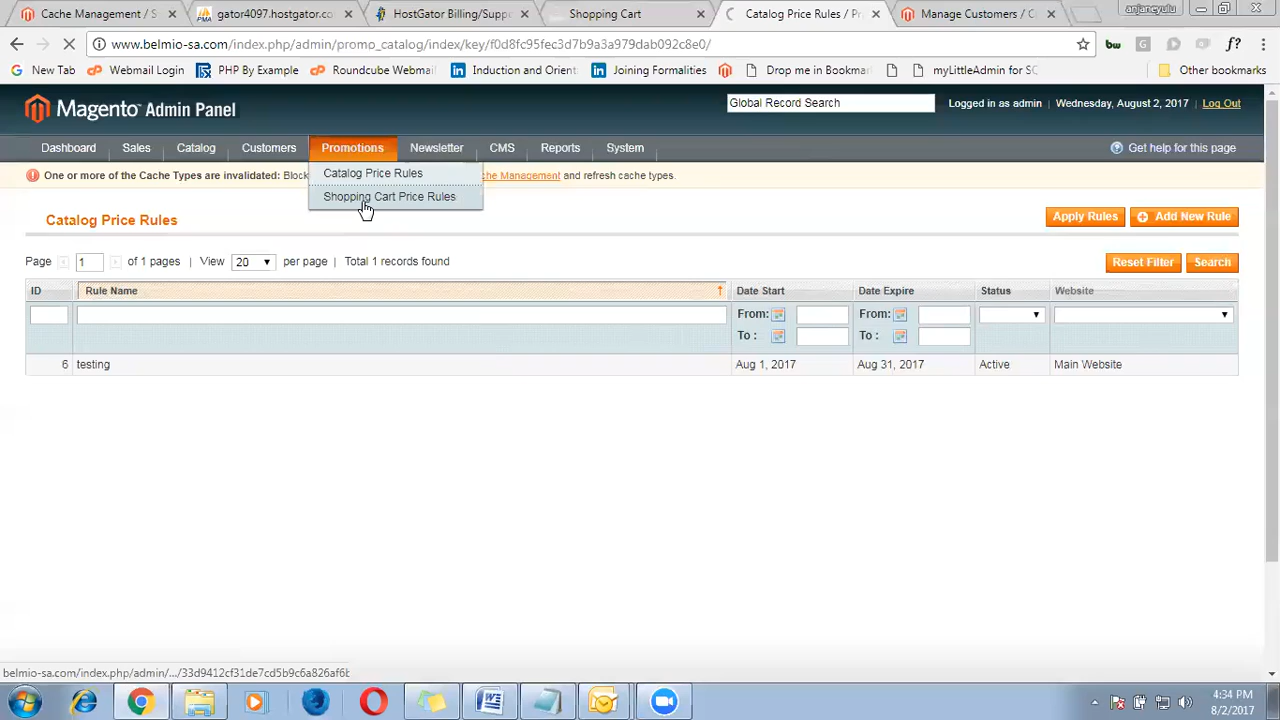 Cache Management / S
gator4097.hostgator.co
HostGator Billing/Suppo
Shopping Cart
Catalog Price Rules / Pr
Manage Customers / C
anjaneyulu
www.belmio-sa.com/index.php/admin/promo_catalog/index/key/f0d8fc95fec3d7b9a3a979dab092c8e0/
New Tab
Webmail Login
PHP By Example
Roundcube Webmai
Induction and Orient
Joining Formalities
Drop me in Bookmar
myLittleAdmin for SQ
Other bookmarks
Magento Admin Panel
Global Record Search
Logged in as admin | Wednesday, August 2, 2017 | Log Out
Dashboard Sales Catalog Customers Promotions Newsletter CMS Reports System
Get help for this page
One or more of the Cache Types are invalidated: Block che Management and refresh cache types.
Catalog Price Rules
Shopping Cart Price Rules
Catalog Price Rules
Apply Rules
Add New Rule
Page 1 of 1 pages | View 20 per page | Total 1 records found
Reset Filter
Search
ID Rule Name Date Start Date Expire Status Website
From: From:
To : To :
6 testing Aug 1, 2017 Aug 31, 2017 Active Main Website
belmio-sa.com/index.php/admin/.../33d9412cf31de7cd5b9c6a826af6b
4:34 PM
8/2/2017